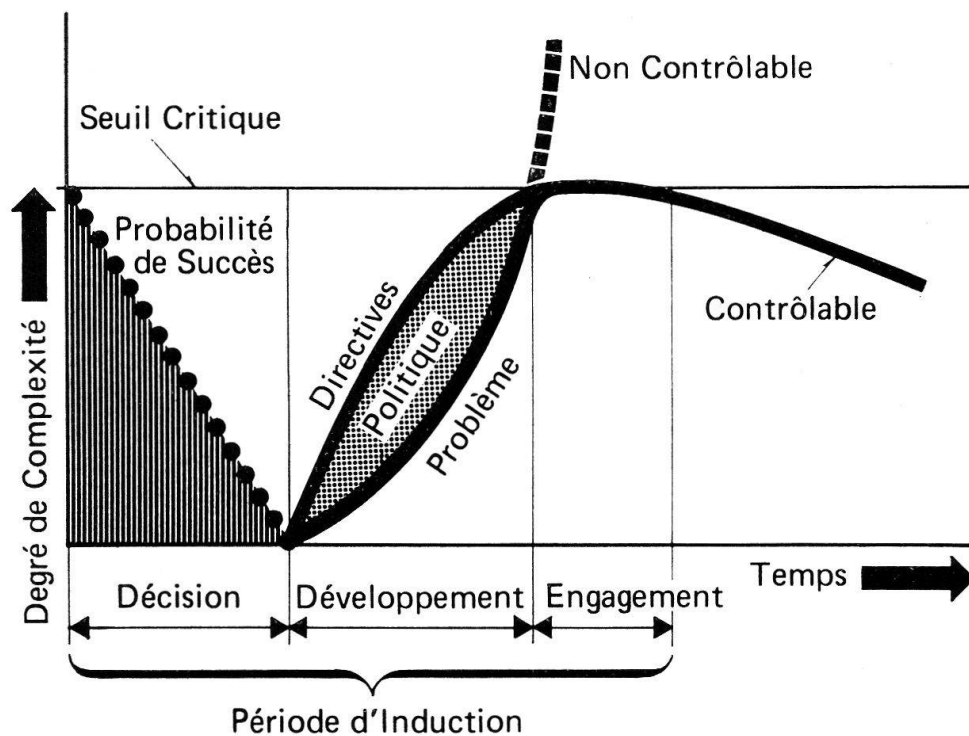 Non Contrôlable
Seuil Critique
Probabilité
de Succès
Contrôlable
Directives
Politique
Problème
Degré de Complexité
Temps
Décision
Développement
Engagement
Période d'Induction